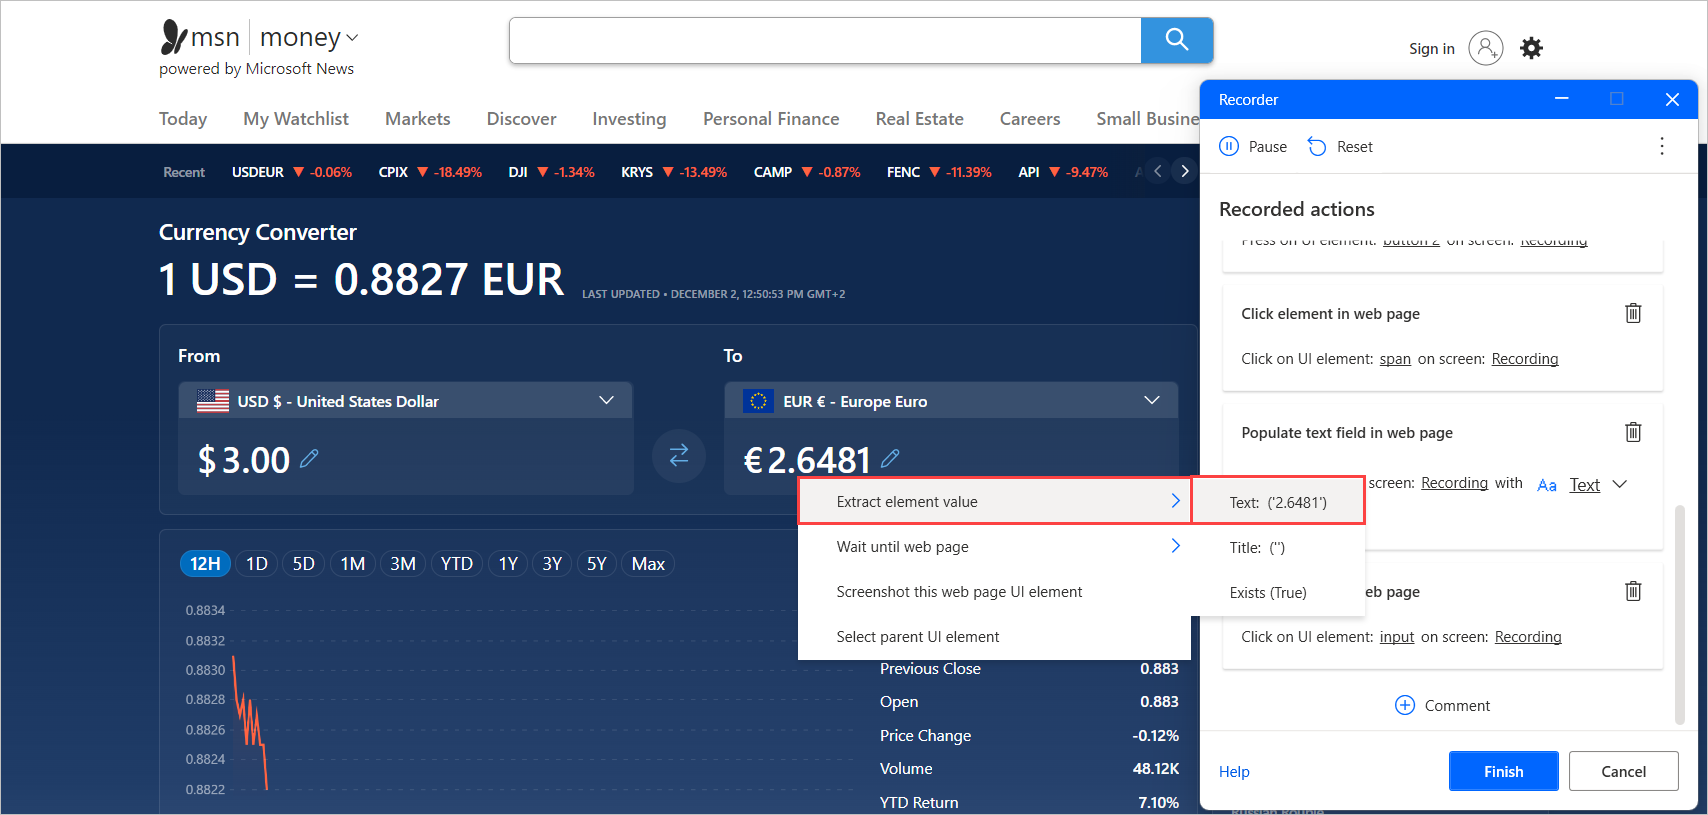 msn | money
powered by Microsoft News
Sign in
Today My Watchlist Markets Discover Investing Personal Finance Real Estate Careers Small Busine
Recent USDEUR ▼ -0.06% CPIX ▼ -18.49% DJI ▼ -1.34% KRYS ▼ -13.49% CAMP ▼ -0.87% FENC ▼ -11.39% API ▼ -9.47%
Currency Converter
1 USD = 0.8827 EUR LAST UPDATED • DECEMBER 2, 12:50:53 PM GMT+2
From
USD $ - United States Dollar
$ 3.00
To
EUR € - Europe Euro
€ 2.6481
12H 1D 5D 1M 3M YTD 1Y 3Y 5Y Max
0.8834
0.8832
0.8830
0.8828
0.8826
0.8824
0.8822
Extract element value
Wait until web page
Screenshot this web page UI element
Select parent UI element
Text: ('2.6481')
Title: ('')
Exists (True)
Previous Close 0.883
Open 0.883
Price Change -0.12%
Volume 48.12K
YTD Return 7.10%
Recorder
Pause Reset
Recorded actions
Press on UI element: button 2 on screen: Recording
Click element in web page
Click on UI element: span on screen: Recording
Populate text field in web page
screen: Recording with Aa Text
eb page
Click on UI element: input on screen: Recording
Comment
Help Finish Cancel